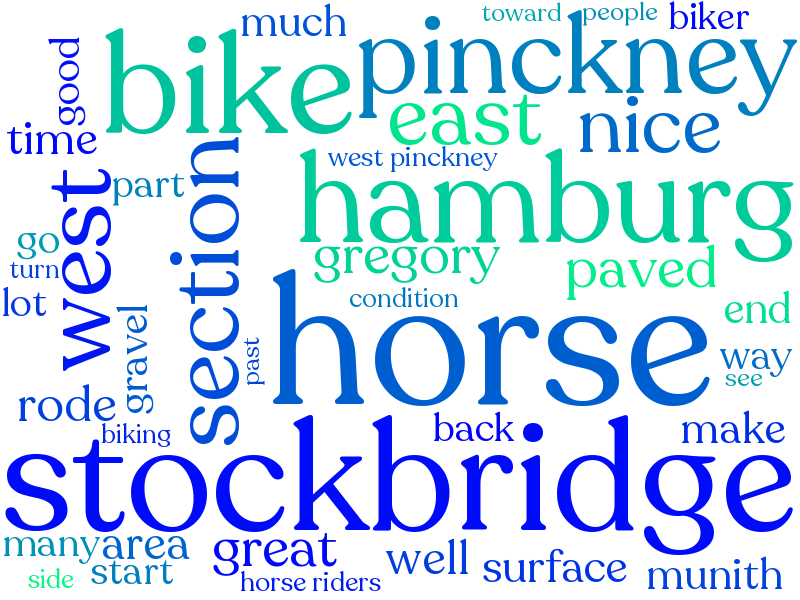 toward
people
biker
much
good
bike
pinckney
east
nice
time
west pinckney
part
west
section
hamburg
go
turn
gregory
paved
lot
condition
end
gravel
horse
past
way
see
rode
biking
back
make
stockbridge
many
area
great
well
surface
munith
side
start
horse riders